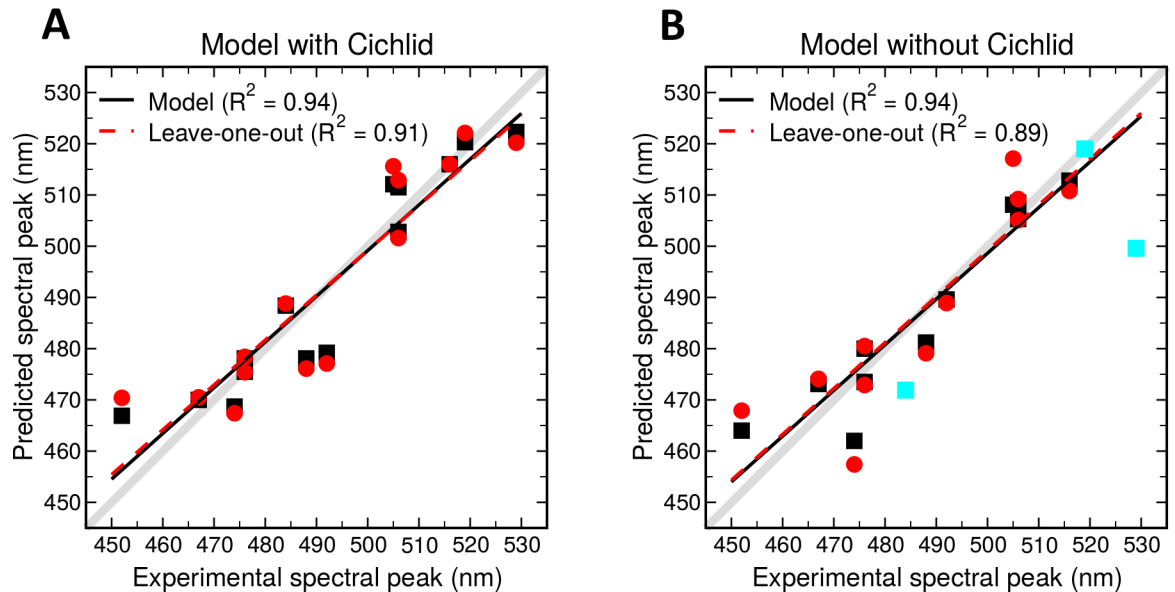 A
Model with Cichlid
Model (R² = 0.94)
Leave-one-out (R² = 0.91)
530
520
510
500
490
480
470
460
450
Predicted spectral peak (nm)
450 460 470 480 490 500 510 520 530
Experimental spectral peak (nm)
B
Model without Cichlid
Model (R² = 0.94)
Leave-one-out (R² = 0.89)
530
520
510
500
490
480
470
460
450
Predicted spectral peak (nm)
450 460 470 480 490 500 510 520 530
Experimental spectral peak (nm)